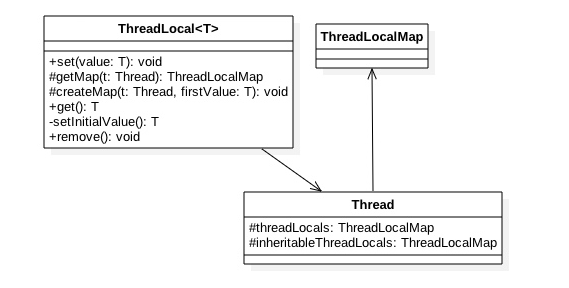 ThreadLocal<T>
+set(value: T): void
#getMap(t: Thread): ThreadLocalMap
#createMap(t: Thread, firstValue: T): void
+get(): T
-setInitialValue(): T
+remove(): void
ThreadLocalMap
Thread
#threadLocals: ThreadLocalMap
#inheritableThreadLocals: ThreadLocalMap